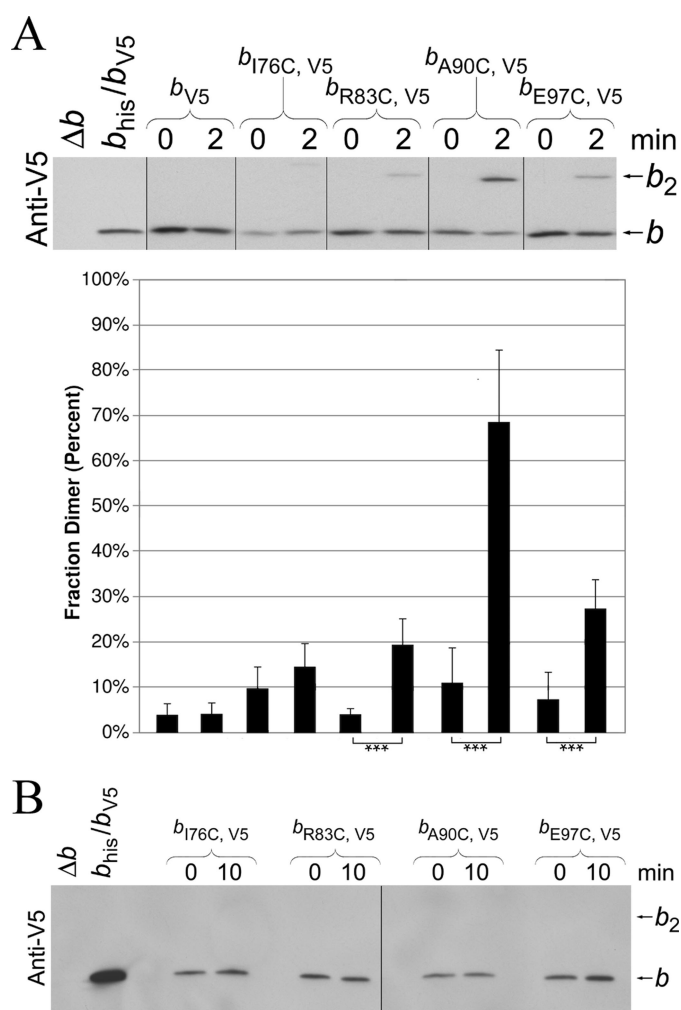 A
Δb
bhis/bV5
bV5
bI76C, V5
bR83C, V5
bA90C, V5
bE97C, V5
0 2 0 2 0 2 0 2 0 2 min
Anti-V5
←b2
←b
100%
90%
80%
70%
60%
50%
40%
30%
20%
10%
0%
Fraction Dimer (Percent)
*** *** ***
B
Δb
bhis/bV5
bI76C, V5
bR83C, V5
bA90C, V5
bE97C, V5
0 10 0 10 0 10 0 10 min
Anti-V5
←b2
←b